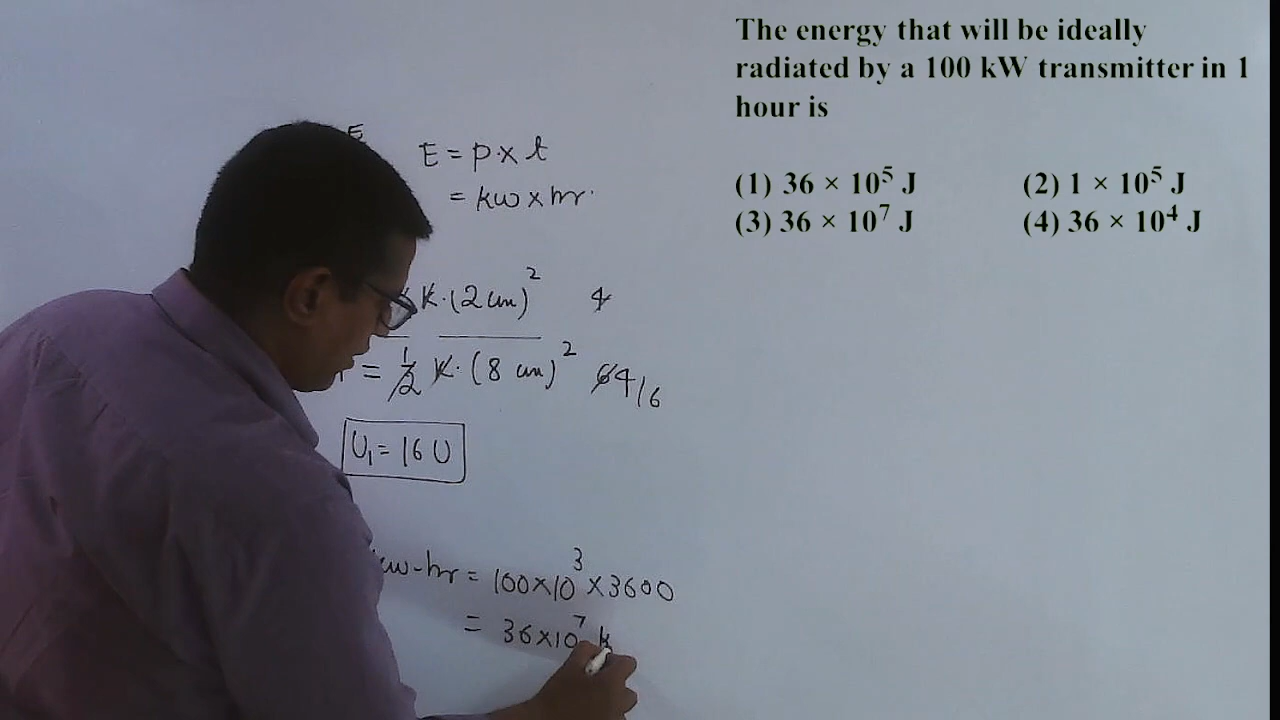 The energy that will be ideally
radiated by a 100 kW transmitter in 1
hour is
(1) 36 × 10⁵ J (2) 1 × 10⁵ J
(3) 36 × 10⁷ J (4) 36 × 10⁴ J
E
E = P·× t
= kw × hr·
k·(2cm)² 4
= 1/2 k·(8 cm)² 64/16
U₁ = 16 U
kw-hr = 100×10³×3600
= 36×10⁷ k